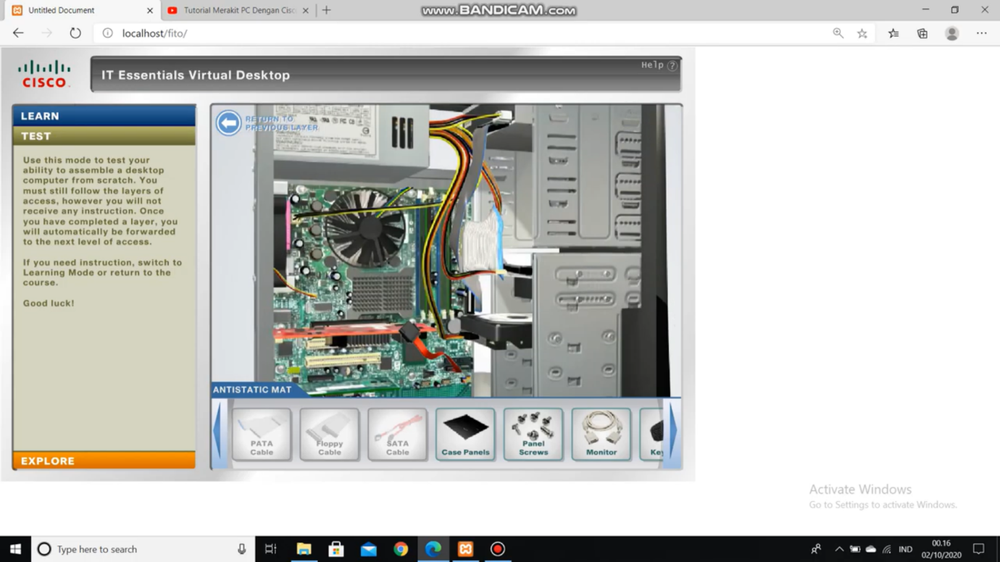 Untitled Document
Tutorial Merakit PC Dengan Cisc
www.BANDICAM.com
localhost/fito/
CISCO
IT Essentials Virtual Desktop
Help ?
LEARN
TEST
Use this mode to test your
ability to assemble a desktop
computer from scratch. You
must still follow the layers of
access, however you will not
receive any instruction. Once
you have completed a layer, you
will automatically be forwarded
to the next level of access.
If you need instruction, switch to
Learning Mode or return to the
course.
Good luck!
EXPLORE
RETURN TO
PREVIOUS LAYER
ANTISTATIC MAT
PATA
Cable
Floppy
Cable
SATA
Cable
Case Panels
Panel
Screws
Monitor
Key
Activate Windows
Go to Settings to activate Windows.
Type here to search
IND
00.16
02/10/2020